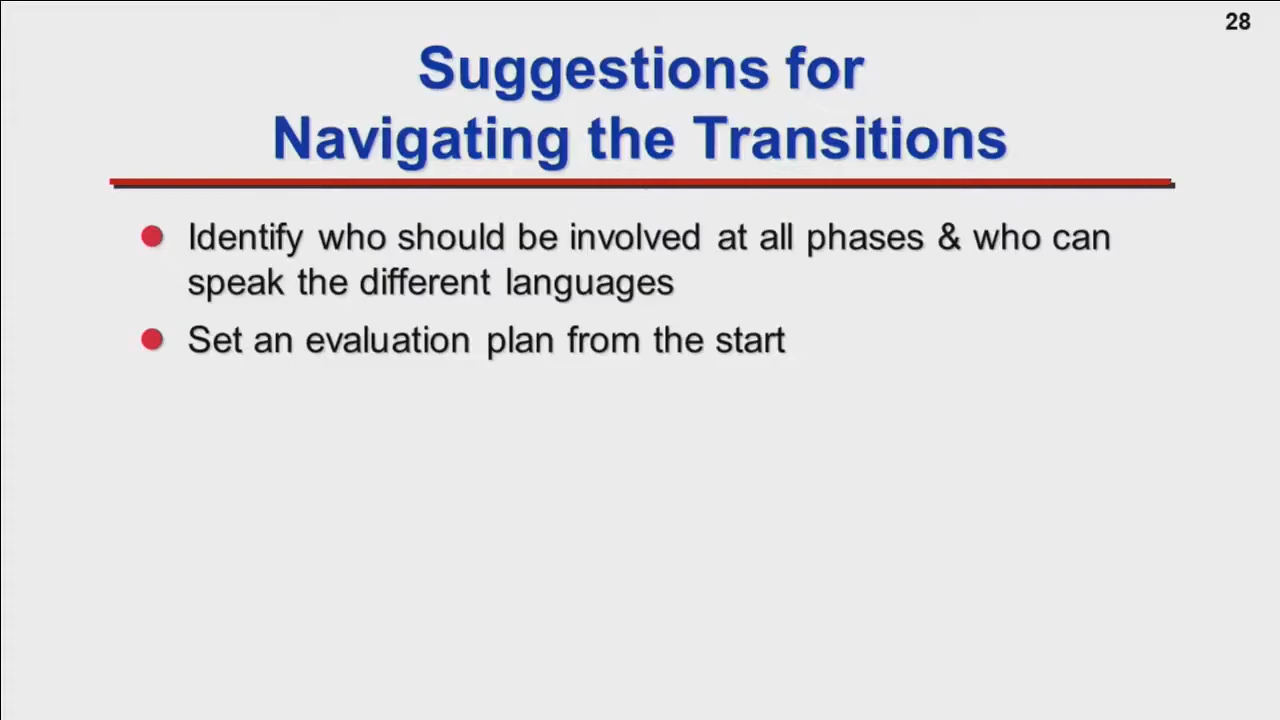 28
Suggestions for
Navigating the Transitions
Identify who should be involved at all phases & who can
speak the different languages
Set an evaluation plan from the start